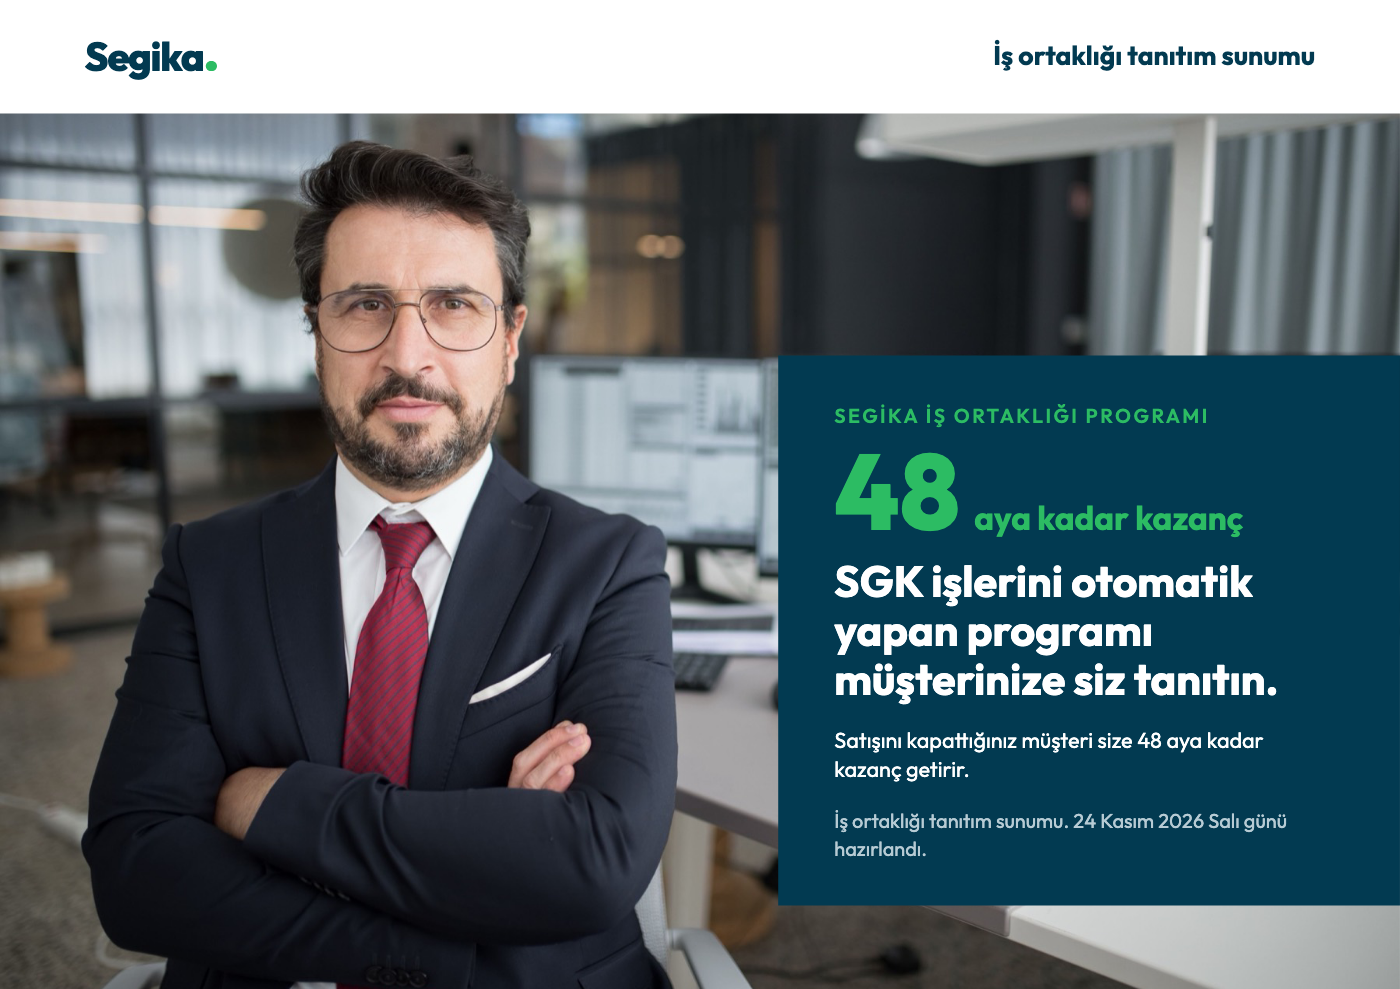 Segika.
İş ortaklığı tanıtım sunumu
SEGİKA İŞ ORTAKLIĞI PROGRAMI
48 aya kadar kazanç
SGK işlerini otomatik
yapan programı
müşterinize siz tanıtın.
Satışını kapattığınız müşteri size 48 aya kadar
kazanç getirir.
İş ortaklığı tanıtım sunumu. 24 Kasım 2026 Salı günü
hazırlandı.